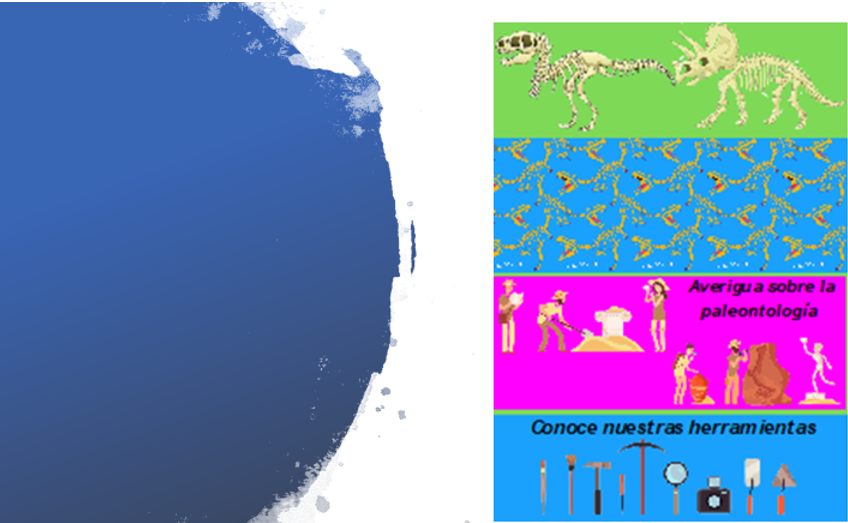 Averigua sobre la
paleontología
Conoce nuestras herramientas